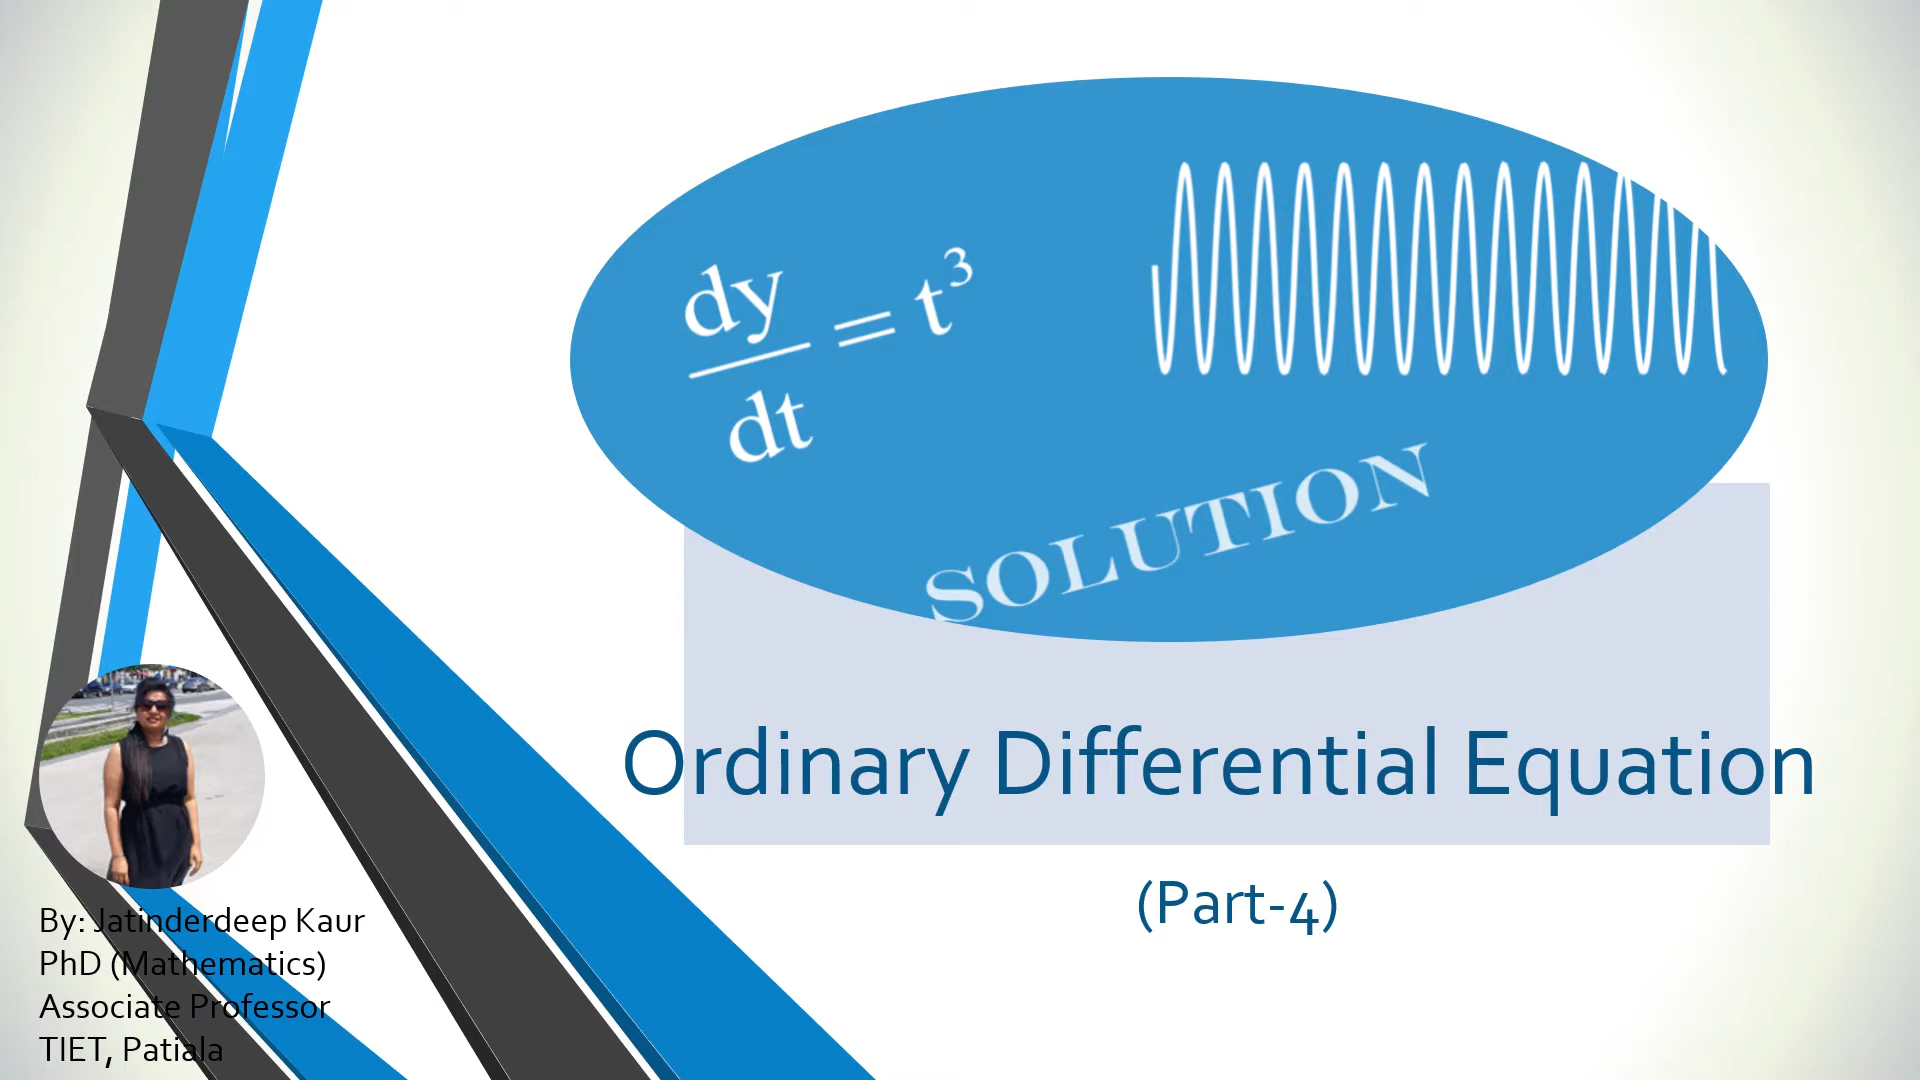 dy/dt = t³
SOLUTION
Ordinary Differential Equation
(Part-4)
By: Jatinderdeep Kaur
PhD (Mathematics)
Associate Professor
TIET, Patiala